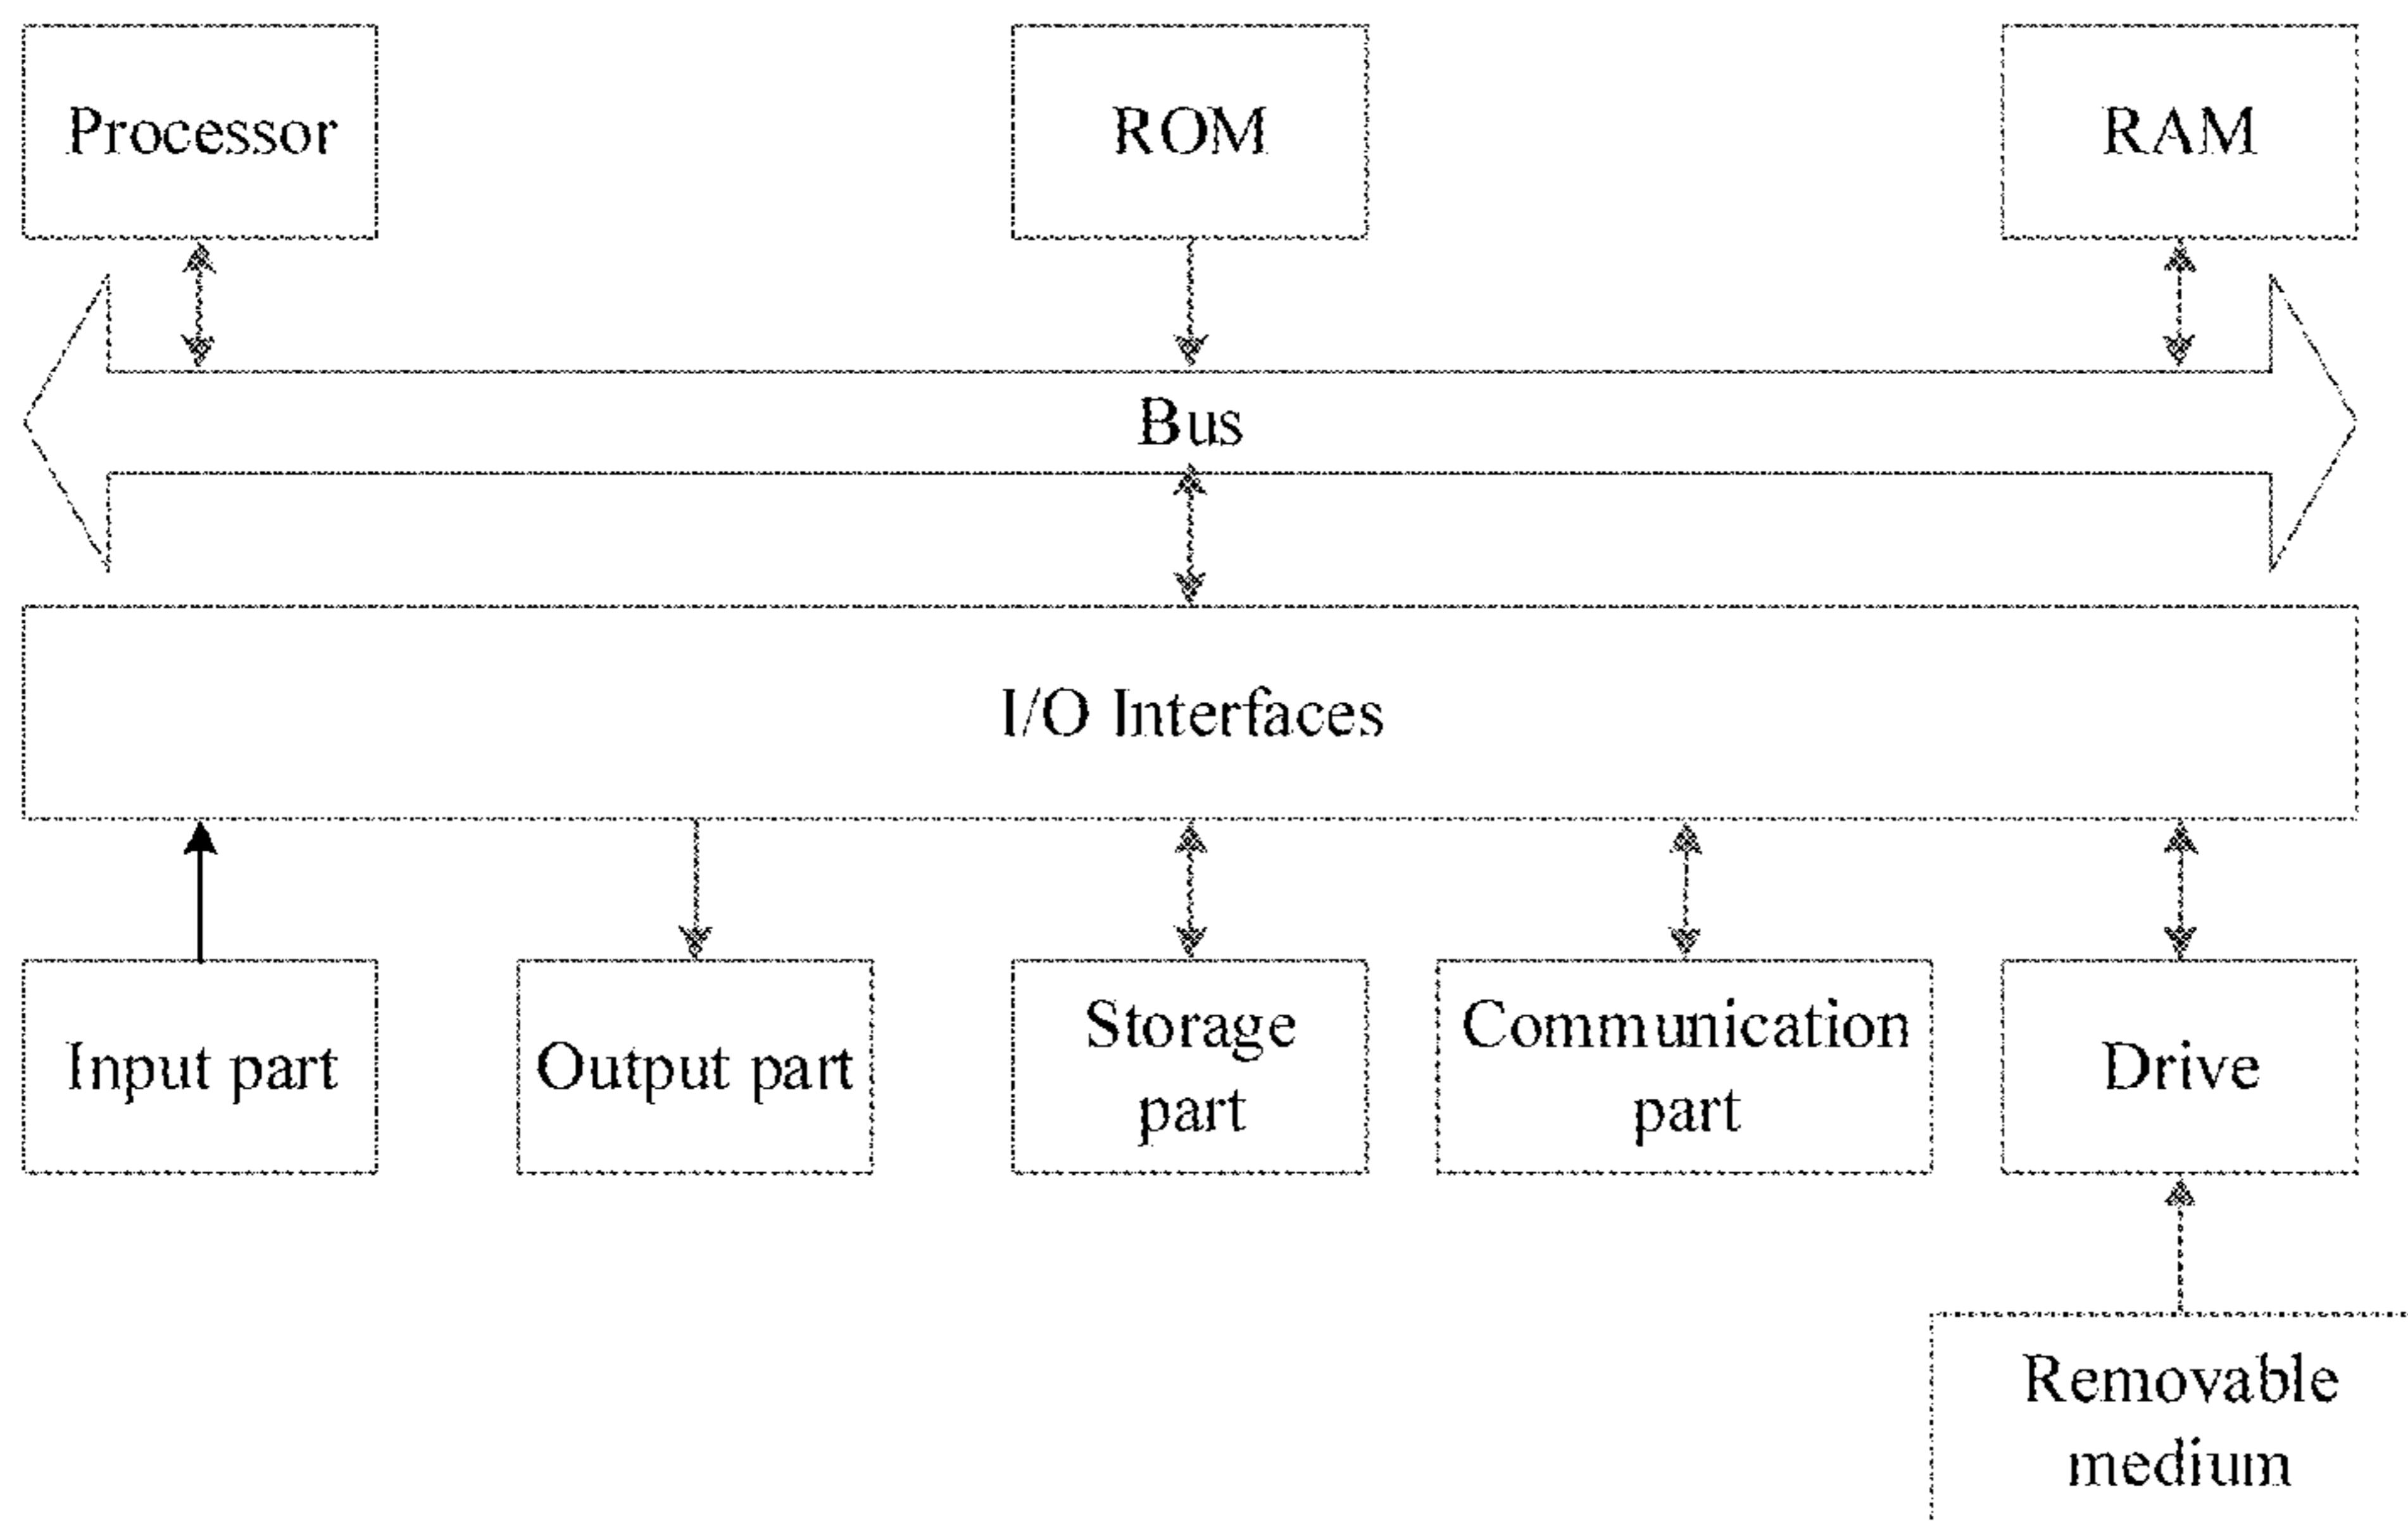 Processor
ROM
RAM
Bus
I/O Interfaces
Input part
Output part
Storage
part
Communication
part
Drive
Removable
medium